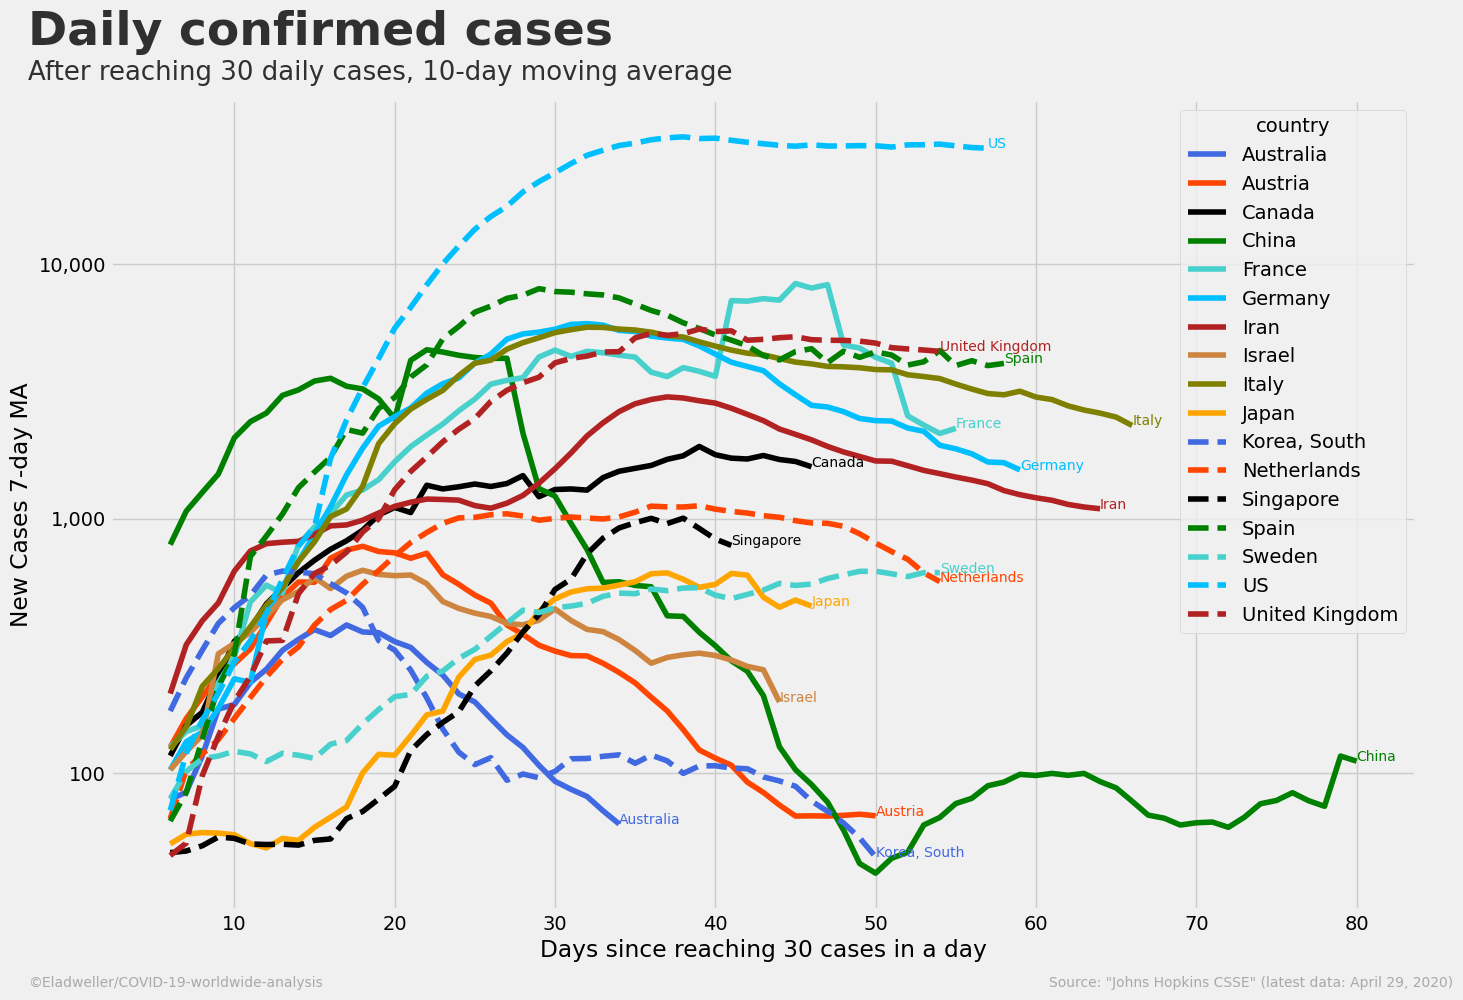 Daily confirmed cases
After reaching 30 daily cases, 10-day moving average
New Cases 7-day MA
10,000
1,000
100
US
United Kingdom
Spain
Italy
France
Canada
Germany
Iran
Singapore
Sweden
Netherlands
Japan
Israel
China
Australia
Austria
Korea, South
country
Australia
Austria
Canada
China
France
Germany
Iran
Israel
Italy
Japan
Korea, South
Netherlands
Singapore
Spain
Sweden
US
United Kingdom
10 20 30 40 50 60 70 80
Days since reaching 30 cases in a day
©Eladweller/COVID-19-worldwide-analysis
Source: "Johns Hopkins CSSE" (latest data: April 29, 2020)